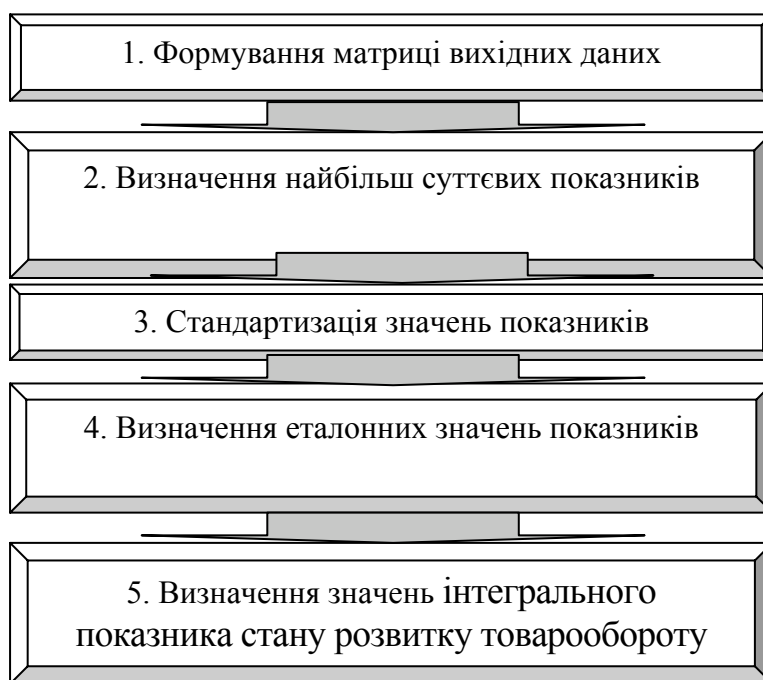 1. Формування матриці вихідних даних
2. Визначення найбільш суттєвих показників
3. Стандартизація значень показників
4. Визначення еталонних значень показників
5. Визначення значень інтегрального
показника стану розвитку товарообороту